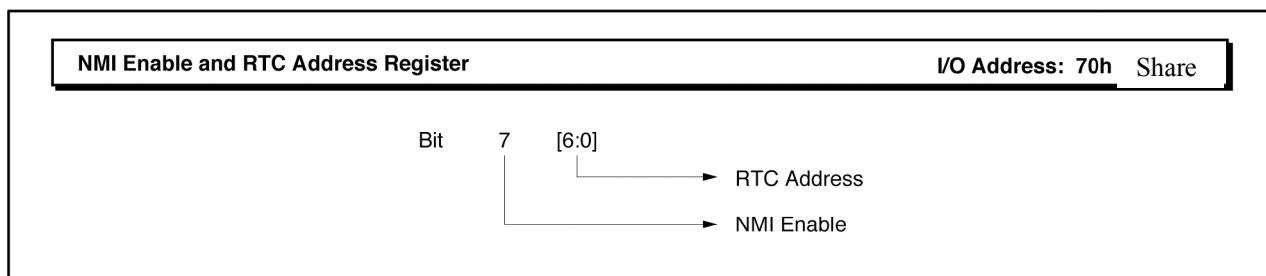 NMI Enable and RTC Address Register I/O Address: 70h Share
Bit 7 [6:0]
RTC Address
NMI Enable